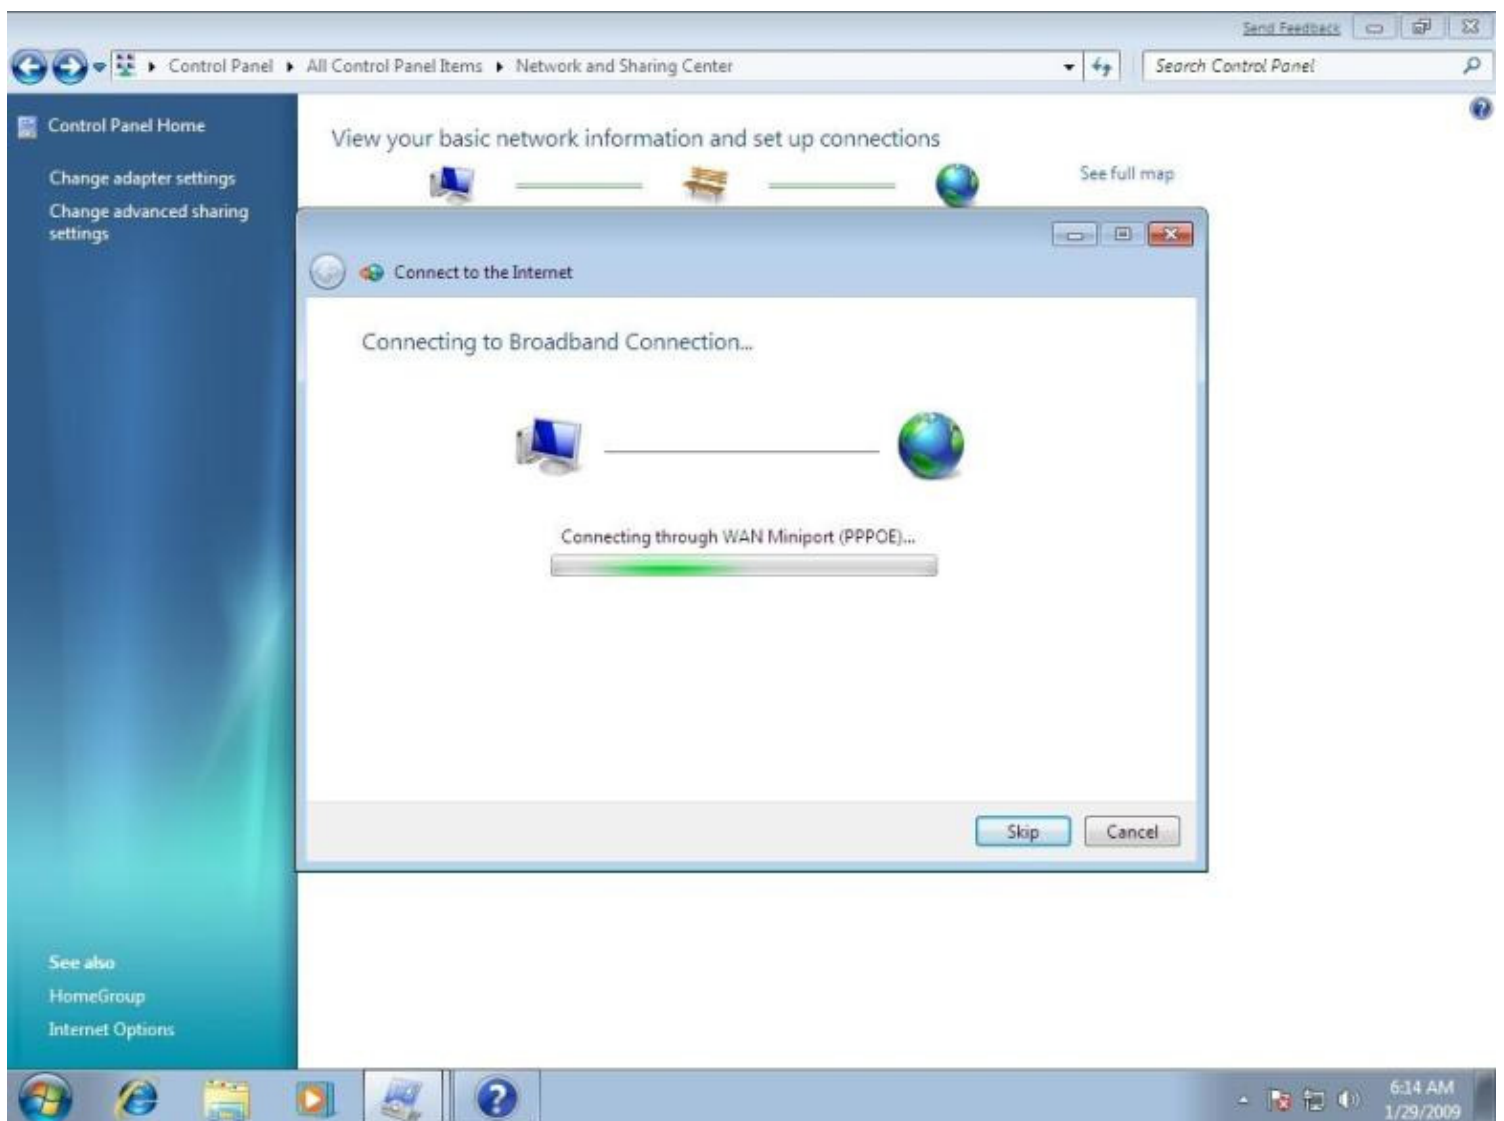 Send Feedback
Control Panel
All Control Panel Items
Network and Sharing Center
Search Control Panel
Control Panel Home
Change adapter settings
Change advanced sharing
settings
View your basic network information and set up connections
See full map
Connect to the Internet
Connecting to Broadband Connection...
Connecting through WAN Miniport (PPPOE)...
Skip
Cancel
See also
HomeGroup
Internet Options
6:14 AM
1/29/2009